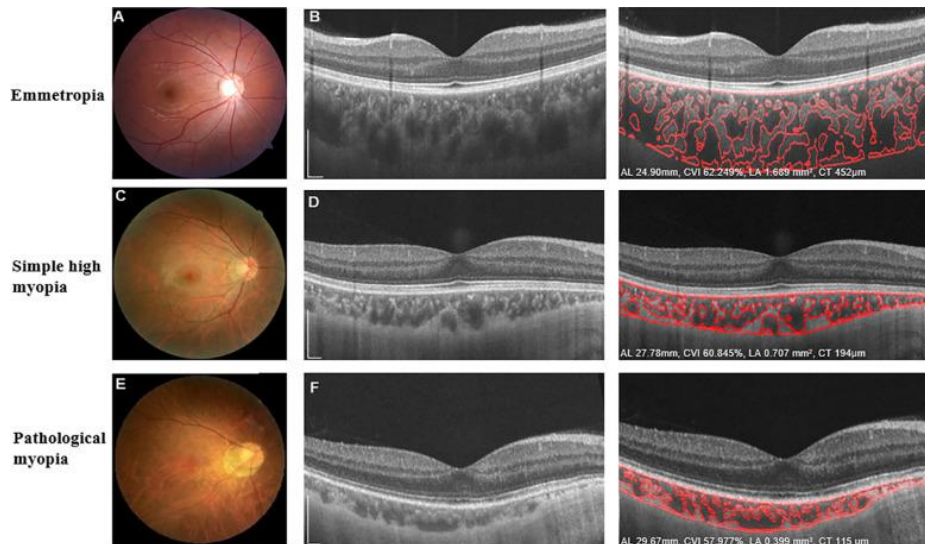 A
B
Emmetropia
AL 24.90mm, CVI 62.249%, LA 1.689 mm², CT 452μm
C
D
Simple high
myopia
AL 27.78mm, CVI 60.845%, LA 0.707 mm², CT 194μm
E
F
Pathological
myopia
AL 29.67mm, CVI 57.977%, LA 0.399 mm², CT 115 μm